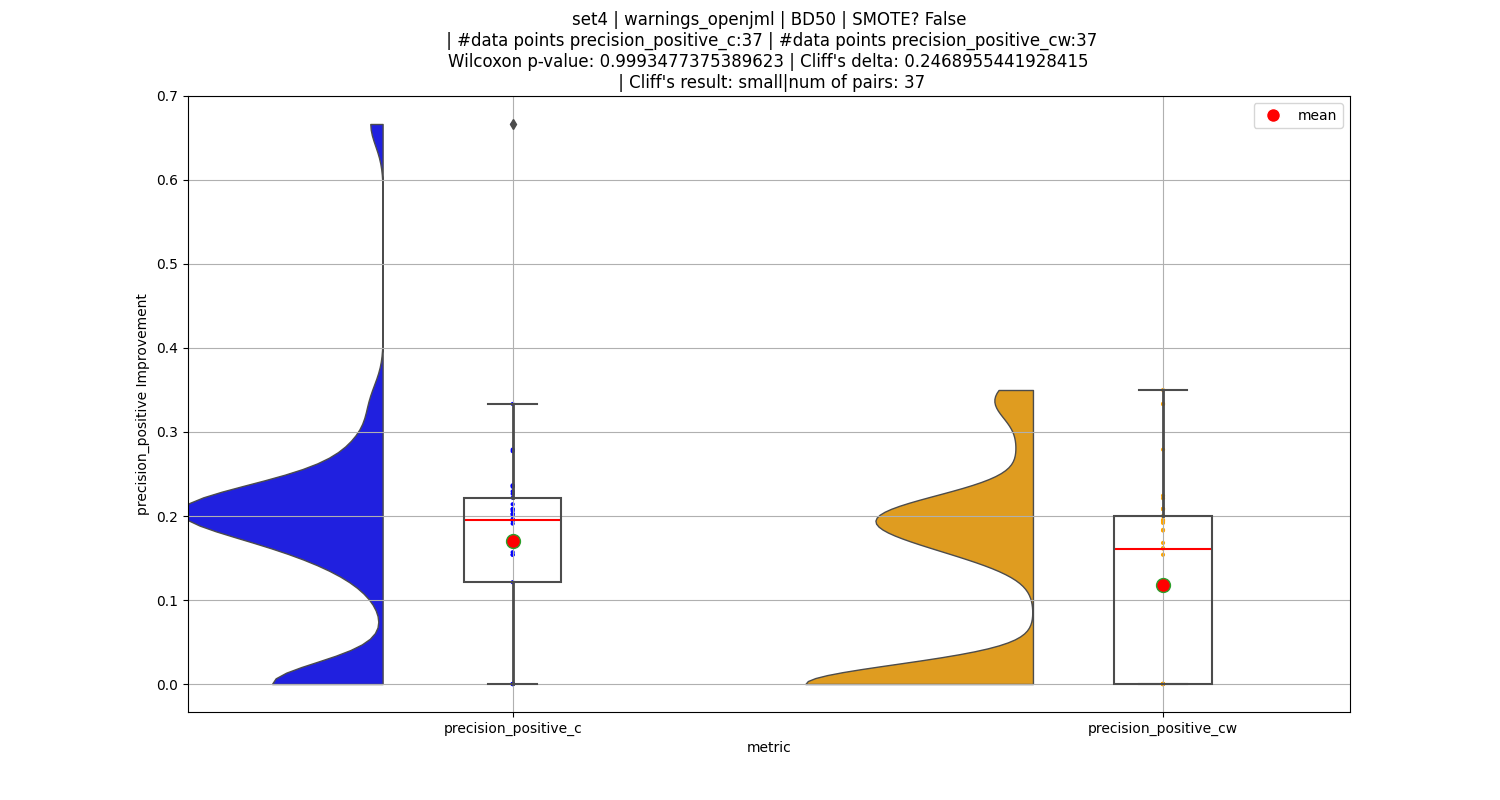 set4 | warnings_openjml | BD50 | SMOTE? False
| #data points precision_positive_c:37 | #data points precision_positive_cw:37
Wilcoxon p-value: 0.9993477375389623 | Cliff's delta: 0.2468955441928415
| Cliff's result: small|num of pairs: 37
mean
0.7
0.6
0.5
0.4
0.3
0.2
0.1
0.0
precision_positive Improvement
precision_positive_c
precision_positive_cw
metric